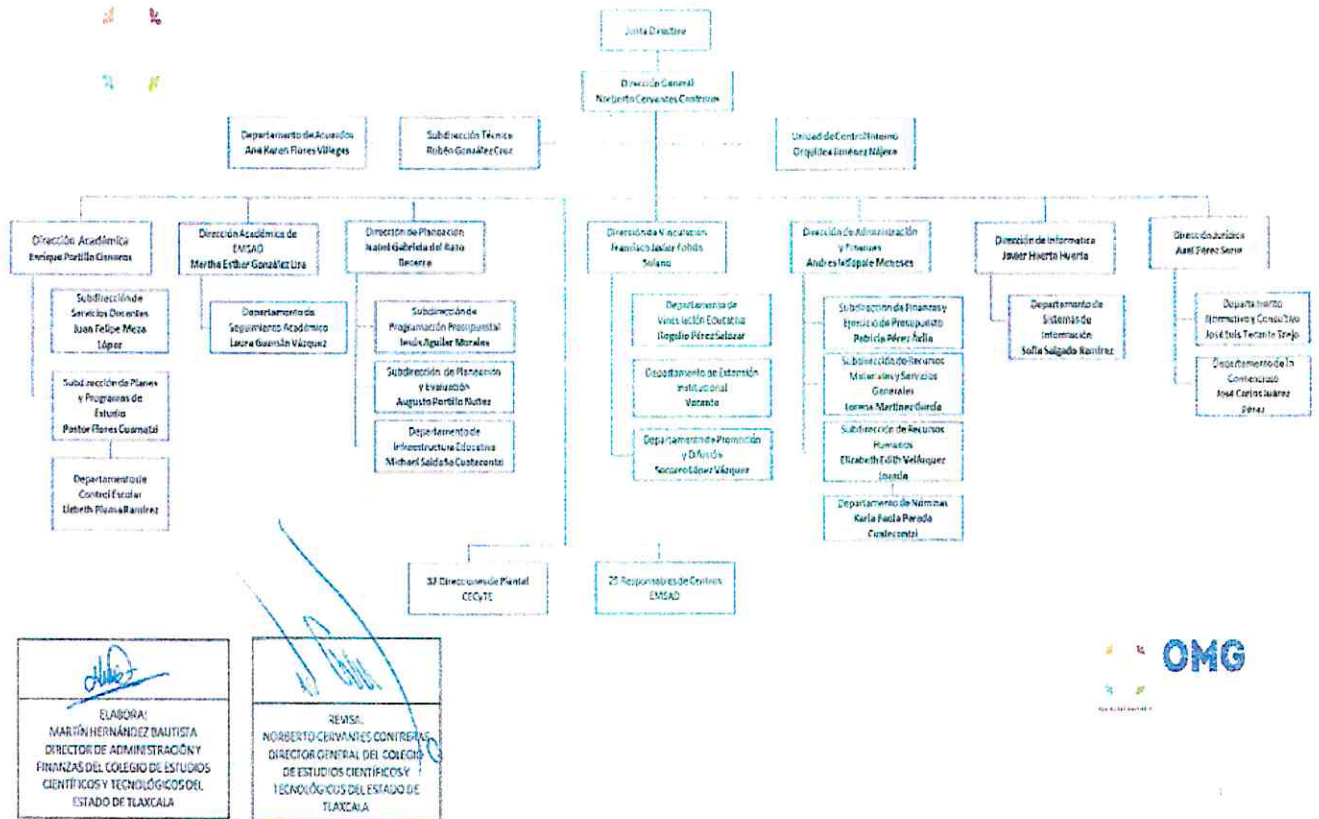 Junta Directiva
Dirección General
Norberto Cervantes Contreras
Departamento de Acuerdos
Ana Karen Flores Villegas
Subdirección Técnica
Rubén González Cruz
Unidad de Control Interno
Orquídea Jiménez Nájera
Dirección Académica
Enrique Portillo Cisneros
Dirección Académica de
EMSAD
Martha Esther González Lira
Dirección de Planeación
Isabel Gabriela del Razo
Becerra
Dirección de Vinculación
Francisco Javier
Solano
Dirección de Administración
y Finanzas
Andres Meneses
Dirección de Informatica
Javier Huerta Huerta
Dirección Jurídica
Axel Pérez
Subdirección de
Servicios Docentes
Juan Felipe Meza
López
Subdirección de Planes
y Programas de
Estudio
Pastor Flores Cuamatzi
Departamento de
Control Escolar
Lizbeth Pluma Ramírez
Departamento de
Seguimiento Académico
Laura Guzmán Vázquez
Subdirección de
Programación Presupuestal
Jesús Aguilar Morales
Subdirección de Planeación
y Evaluación
Augusto Portillo Nuñez
Departamento de
Infraestructura Educativa
Michael Saldaña Cuatecontzi
Departamento de
Vinculación Educativa
Rogelio Pérez Salazar
Departamento de Extensión
Institucional
Vacante
Departamento de Promoción
y Difusión
Socorro López Vázquez
Subdirección de Finanzas y
Ejercicio de Presupuesto
Patricia Pérez Ávila
Subdirección de Recursos
Materiales y Servicios
Generales
Lorena Martínez García
Subdirección de Recursos
Humanos
Elizabeth Edith Velázquez
Departamento de Nóminas
Karla Paola Pereda
Cuatecontzi
Departamento de
Sistemas de
Información
Sofía Salgado Ramírez
Departamento
Normativo y Consultivo
José Luis Tecante
Departamento de lo
Contencioso
José Carlos Juárez
Pérez
Direcciones de Plantel
CECyTE
Responsables de Centros
EMSAD
ELABORA:
MARTÍN HERNÁNDEZ BAUTISTA
DIRECTOR DE ADMINISTRACIÓN Y
FINANZAS DEL COLEGIO DE ESTUDIOS
CIENTÍFICOS Y TECNOLÓGICOS DEL
ESTADO DE TLAXCALA
REVISA:
NORBERTO CERVANTES CONTRERAS
DIRECTOR GENERAL DEL COLEGIO
DE ESTUDIOS CIENTÍFICOS Y
TECNOLÓGICOS DEL ESTADO DE
TLAXCALA
OMG